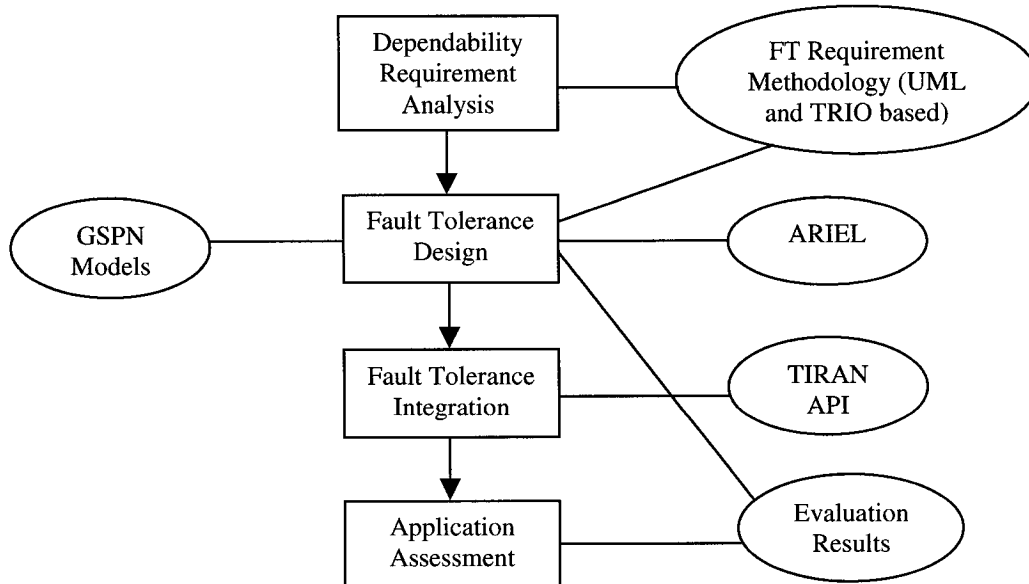 Dependability
Requirement
Analysis
FT Requirement
Methodology (UML
and TRIO based)
GSPN
Models
Fault Tolerance
Design
ARIEL
Fault Tolerance
Integration
TIRAN
API
Application
Assessment
Evaluation
Results